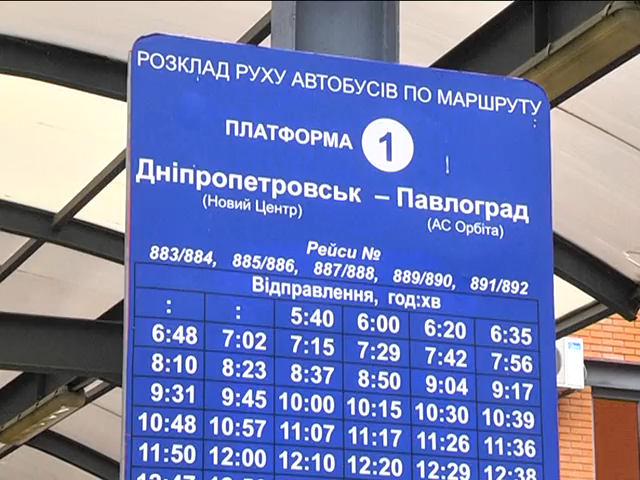 РОЗКЛАД РУХУ АВТОБУСІВ ПО МАРШРУТУ
ПЛАТФОРМА 1
Дніпропетровськ – Павлоград
(Новий Центр) (АС Орбіта)
Рейси №
883/884, 885/886, 887/888, 889/890, 891/892
Відправлення, год:хв
: : 5:40 6:00 6:20 6:35
6:48 7:02 7:15 7:29 7:42 7:56
8:10 8:23 8:37 8:50 9:04 9:17
9:31 9:45 10:00 10:15 10:30 10:39
10:48 10:57 11:07 11:17 11:26 11:36
11:50 12:00 12:10 12:20 12:29 12:38